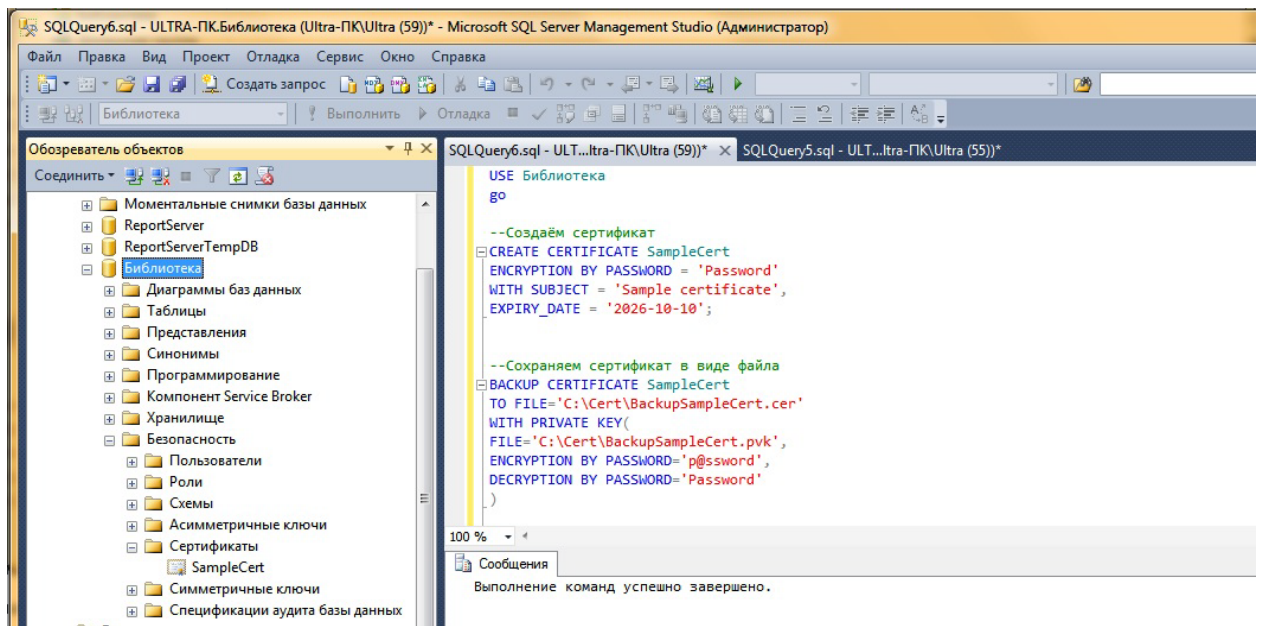 SQLQuery6.sql - ULTRA-ПК.Библиотека (Ultra-ПК\Ultra (59))* - Microsoft SQL Server Management Studio (Администратор)
Файл Правка Вид Проект Отладка Сервис Окно Справка
Создать запрос
Библиотека Выполнить Отладка
Обозреватель объектов
Соединить
Моментальные снимки базы данных
ReportServer
ReportServerTempDB
Библиотека
Диаграммы баз данных
Таблицы
Представления
Синонимы
Программирование
Компонент Service Broker
Хранилище
Безопасность
Пользователи
Роли
Схемы
Асимметричные ключи
Сертификаты
SampleCert
Симметричные ключи
Спецификации аудита базы данных
SQLQuery6.sql - ULT...ltra-ПК\Ultra (59))* SQLQuery5.sql - ULT...ltra-ПК\Ultra (55))*
USE Библиотека
go
--Создаём сертификат
CREATE CERTIFICATE SampleCert
ENCRYPTION BY PASSWORD = 'Password'
WITH SUBJECT = 'Sample certificate',
EXPIRY_DATE = '2026-10-10';
--Сохраняем сертификат в виде файла
BACKUP CERTIFICATE SampleCert
TO FILE='C:\Cert\BackupSampleCert.cer'
WITH PRIVATE KEY(
FILE='C:\Cert\BackupSampleCert.pvk',
ENCRYPTION BY PASSWORD='p@ssword',
DECRYPTION BY PASSWORD='Password'
)
100 %
Сообщения
Выполнение команд успешно завершено.